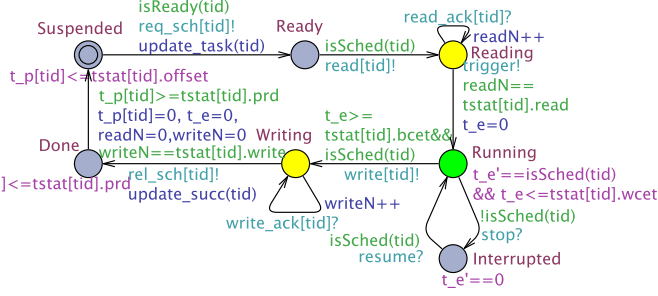 isReady(tid)
req_sch[tid]!
update_task(tid)
Suspended
t_p[tid]<=tstat[tid].offset
Ready
isSched(tid)
read[tid]!
read_ack[tid]?
readN++
Reading
trigger!
readN==
tstat[tid].read
t_e=0
t_p[tid]>=tstat[tid].prd
t_p[tid]=0, t_e=0,
readN=0,writeN=0
Done
]<=tstat[tid].prd
writeN==tstat[tid].write
rel_sch[tid]!
update_succ(tid)
Writing
writeN++
write_ack[tid]?
t_e>=
tstat[tid].bcet&&
isSched(tid)
write[tid]!
Running
t_e'==isSched(tid)
&& t_e<=tstat[tid].wcet
!isSched(tid)
stop?
isSched(tid)
resume?
Interrupted
t_e'==0